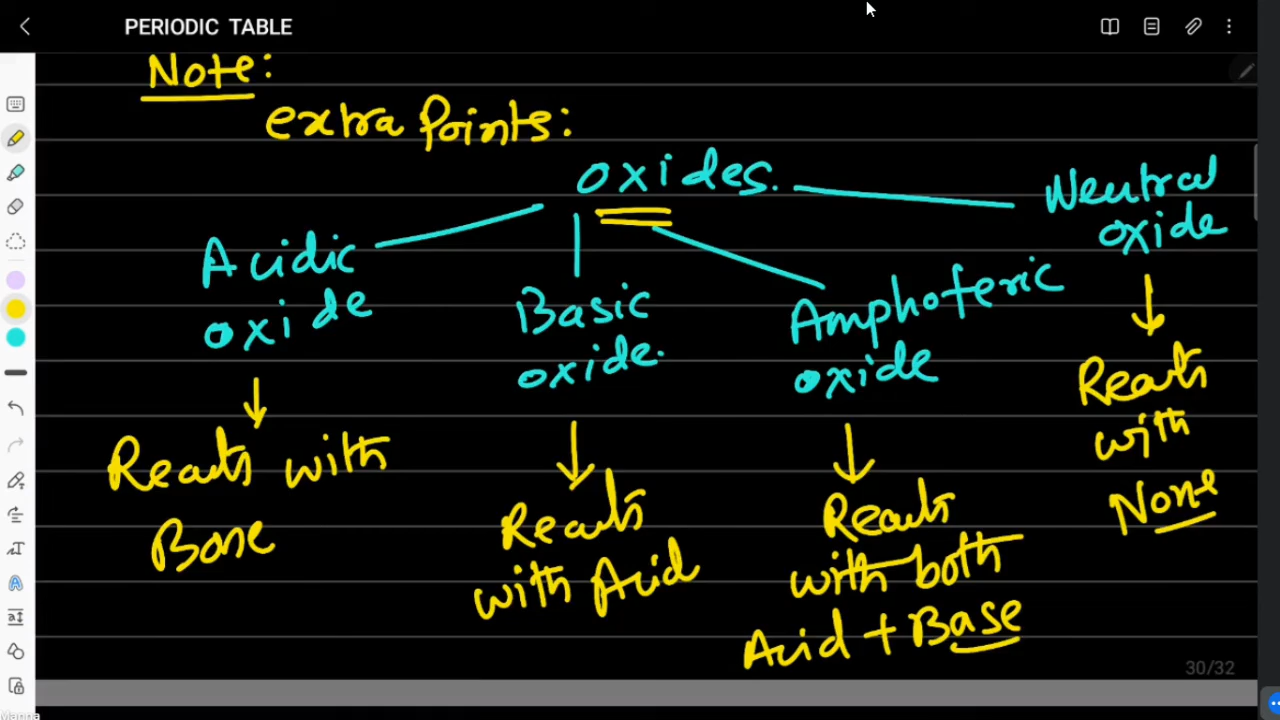 PERIODIC TABLE
Note:
extra Points:
oxides.
Neutral
oxide
Acidic
oxide
Basic
oxide.
Amphoteric
oxide
Reacts with
Base
Reacts
with Acid
Reacts
with both
Acid + Base
Reacts
with
None
30/32